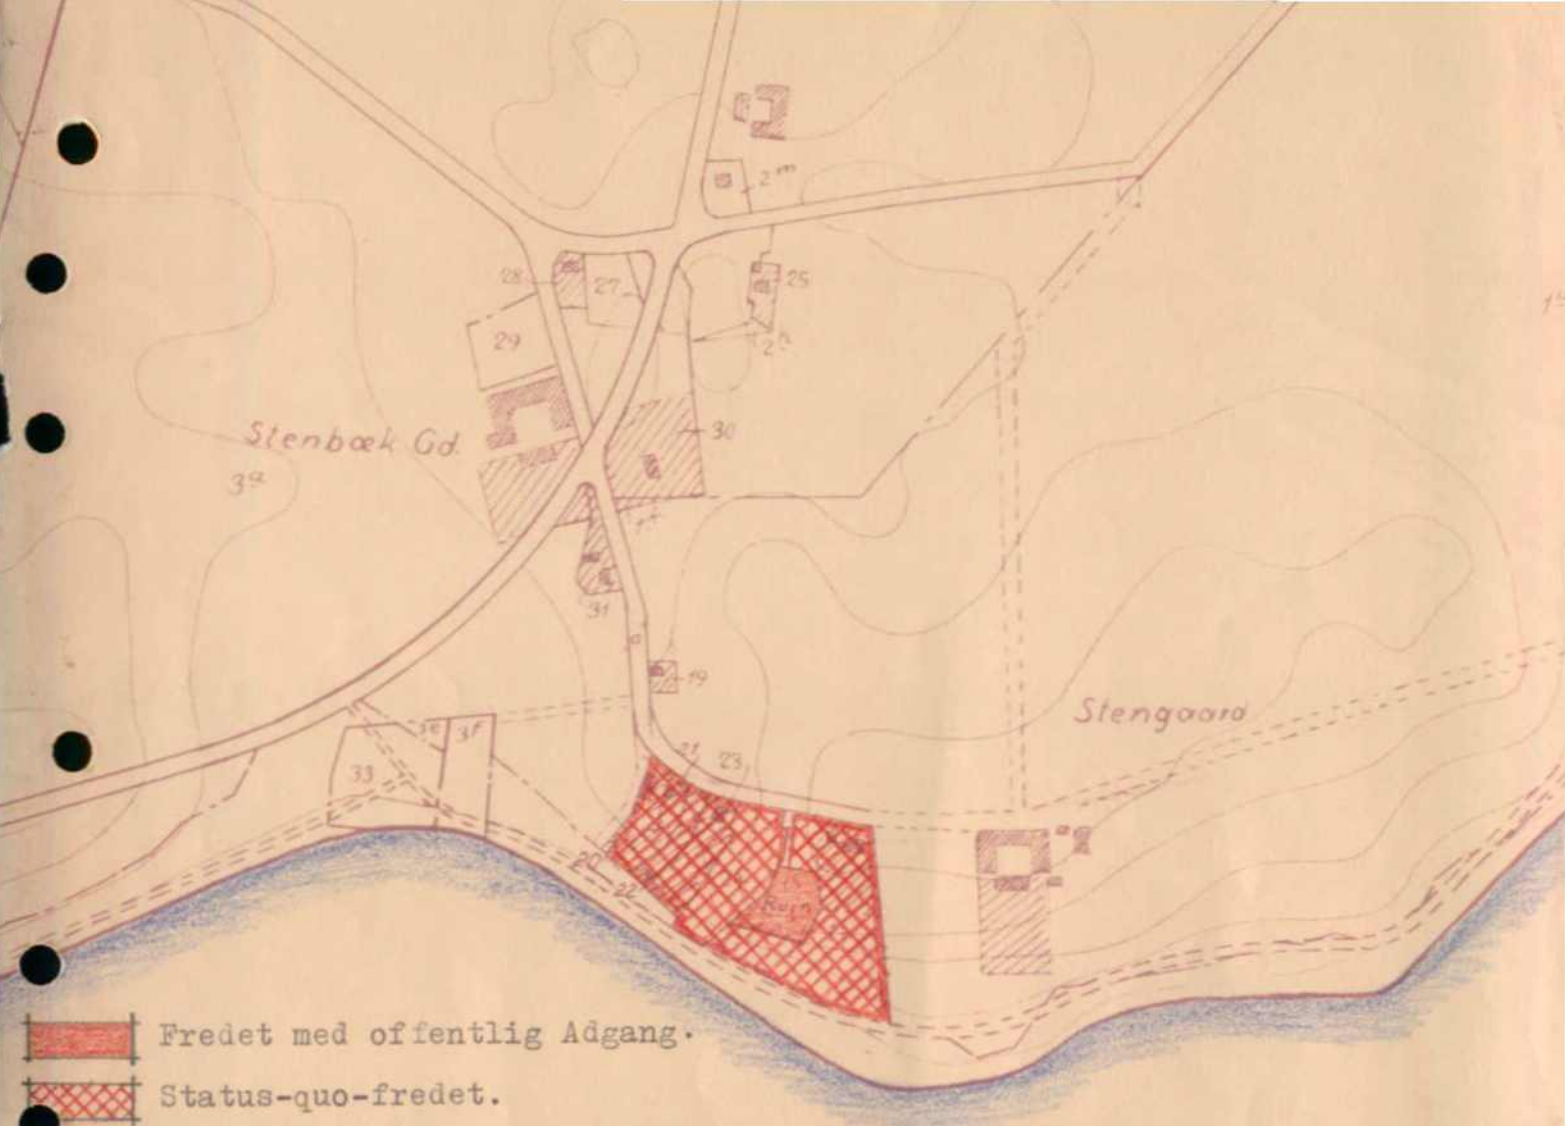 2m
28
27
25
29
Stenbæk Gd.
30
3a
31
19
Stengaard
21
23
3e
3f
33
20
22
Ruin
Fredet med offentlig Adgang.
Status-quo-fredet.